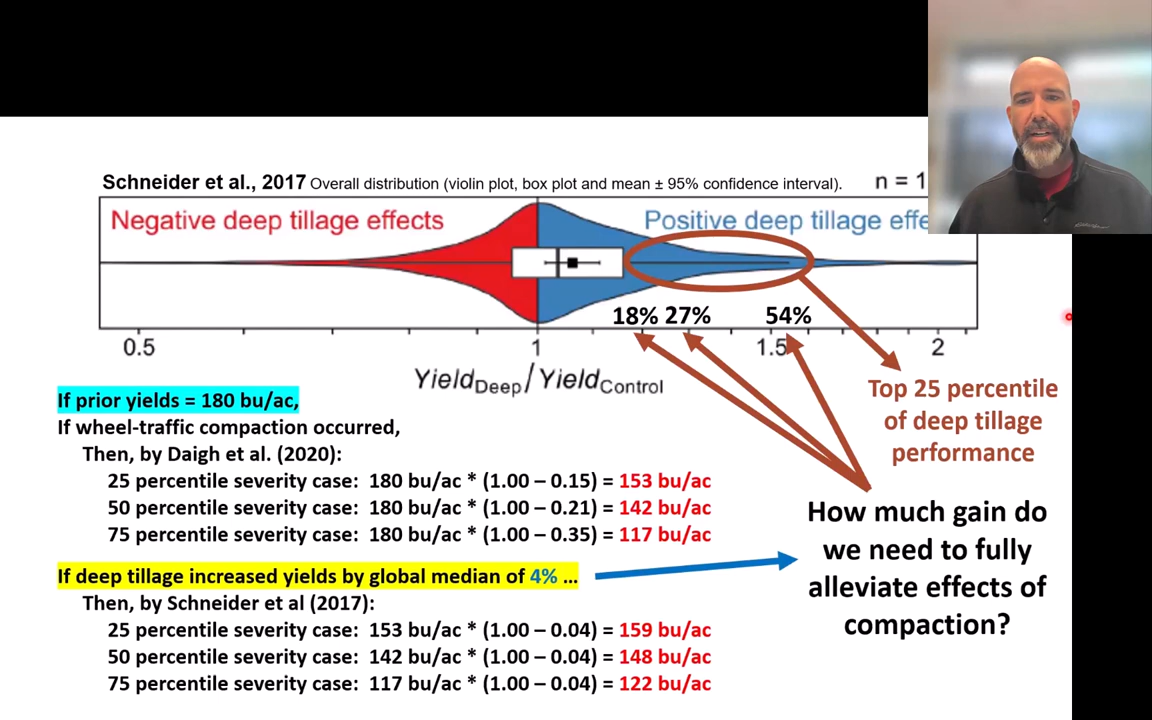 Schneider et al., 2017 Overall distribution (violin plot, box plot and mean ± 95% confidence interval). n = 1
Negative deep tillage effects
Positive deep tillage effe
18% 27% 54%
0.5 1 1.5 2
YieldDeep / YieldControl
Top 25 percentile
of deep tillage
performance
If prior yields = 180 bu/ac,
If wheel-traffic compaction occurred,
Then, by Daigh et al. (2020):
25 percentile severity case: 180 bu/ac * (1.00 – 0.15) = 153 bu/ac
50 percentile severity case: 180 bu/ac * (1.00 – 0.21) = 142 bu/ac
75 percentile severity case: 180 bu/ac * (1.00 – 0.35) = 117 bu/ac
If deep tillage increased yields by global median of 4% ...
Then, by Schneider et al (2017):
25 percentile severity case: 153 bu/ac * (1.00 – 0.04) = 159 bu/ac
50 percentile severity case: 142 bu/ac * (1.00 – 0.04) = 148 bu/ac
75 percentile severity case: 117 bu/ac * (1.00 – 0.04) = 122 bu/ac
How much gain do
we need to fully
alleviate effects of
compaction?